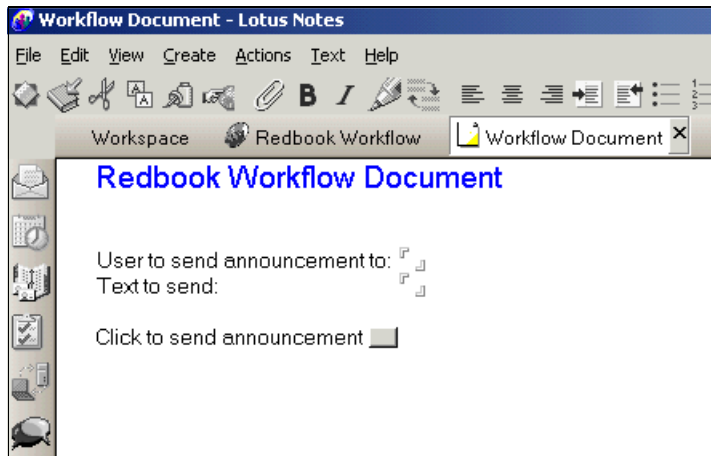 Workflow Document - Lotus Notes
File Edit View Create Actions Text Help
B I
Workspace Redbook Workflow Workflow Document
Redbook Workflow Document
User to send announcement to:
Text to send:
Click to send announcement